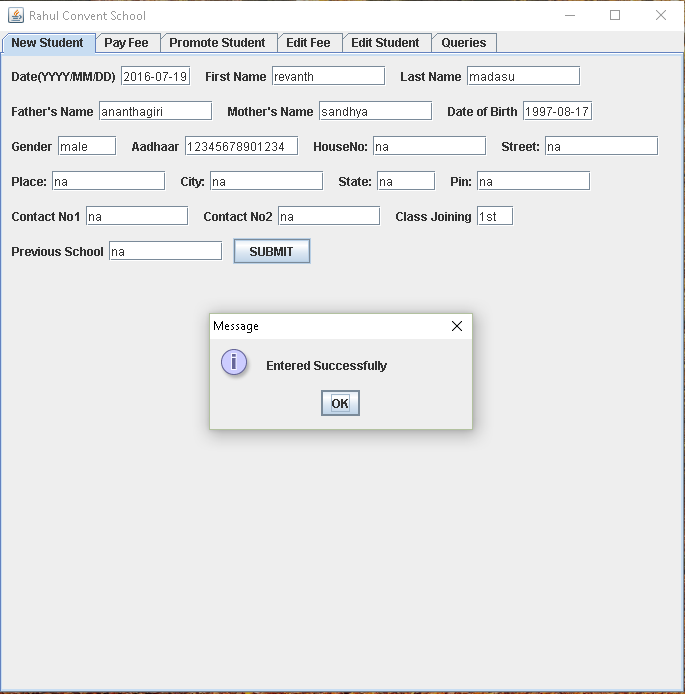 Rahul Convent School
New Student Pay Fee Promote Student Edit Fee Edit Student Queries
Date(YYYY/MM/DD) 2016-07-19 First Name revanth Last Name madasu
Father's Name ananthagiri Mother's Name sandhya Date of Birth 1997-08-17
Gender male Aadhaar 12345678901234 HouseNo: na Street: na
Place: na City: na State: na Pin: na
Contact No1 na Contact No2 na Class Joining 1st
Previous School na SUBMIT
Message
i Entered Successfully
OK